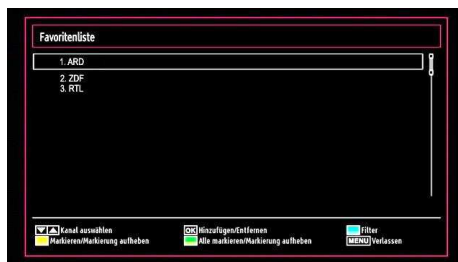 Favoritenliste
1. ARD
2. ZDF
3. RTL
Kanal auswählen OK Hinzufügen/Entfernen Filter
Markieren/Markierung aufheben Alle markieren/Markierung aufheben MENU Verlassen